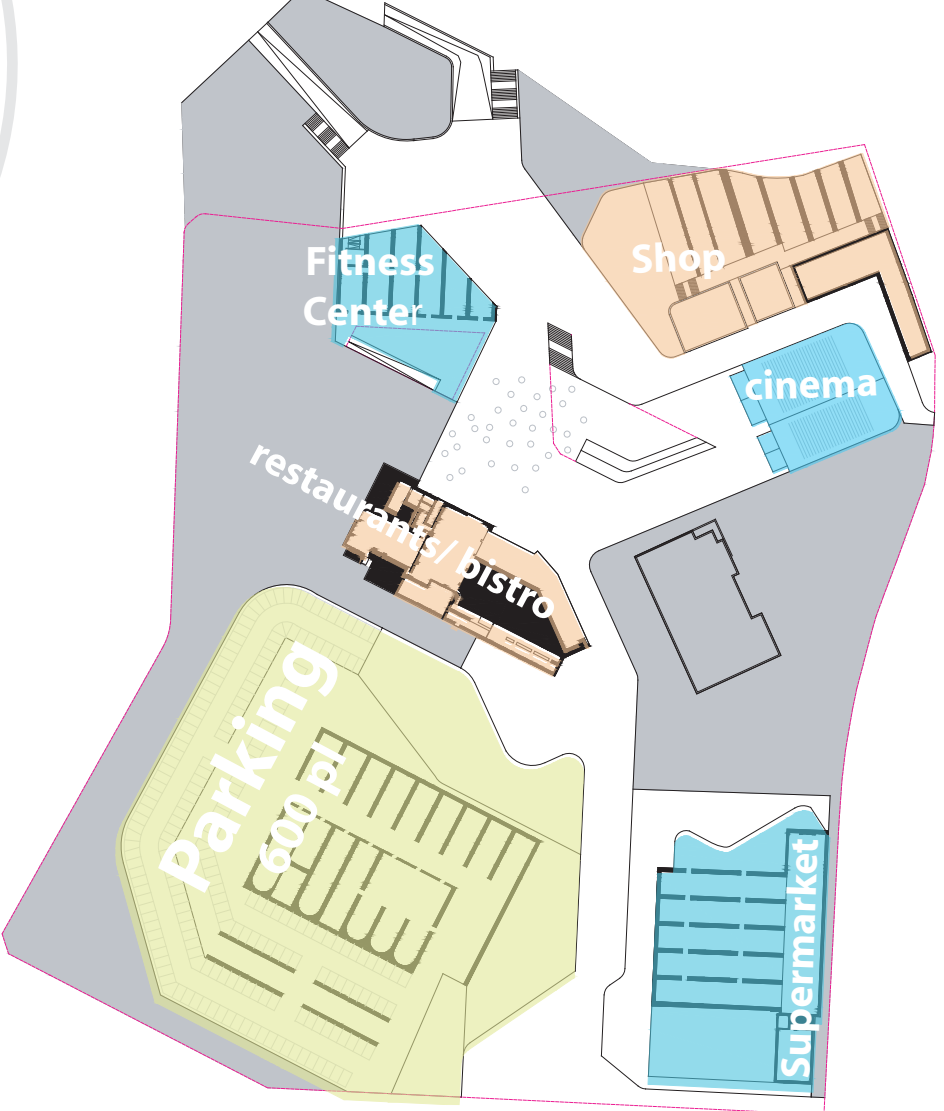 Fitness
Center
Shop
cinema
restaurants/ bistro
Parking
600 pl
Supermarket